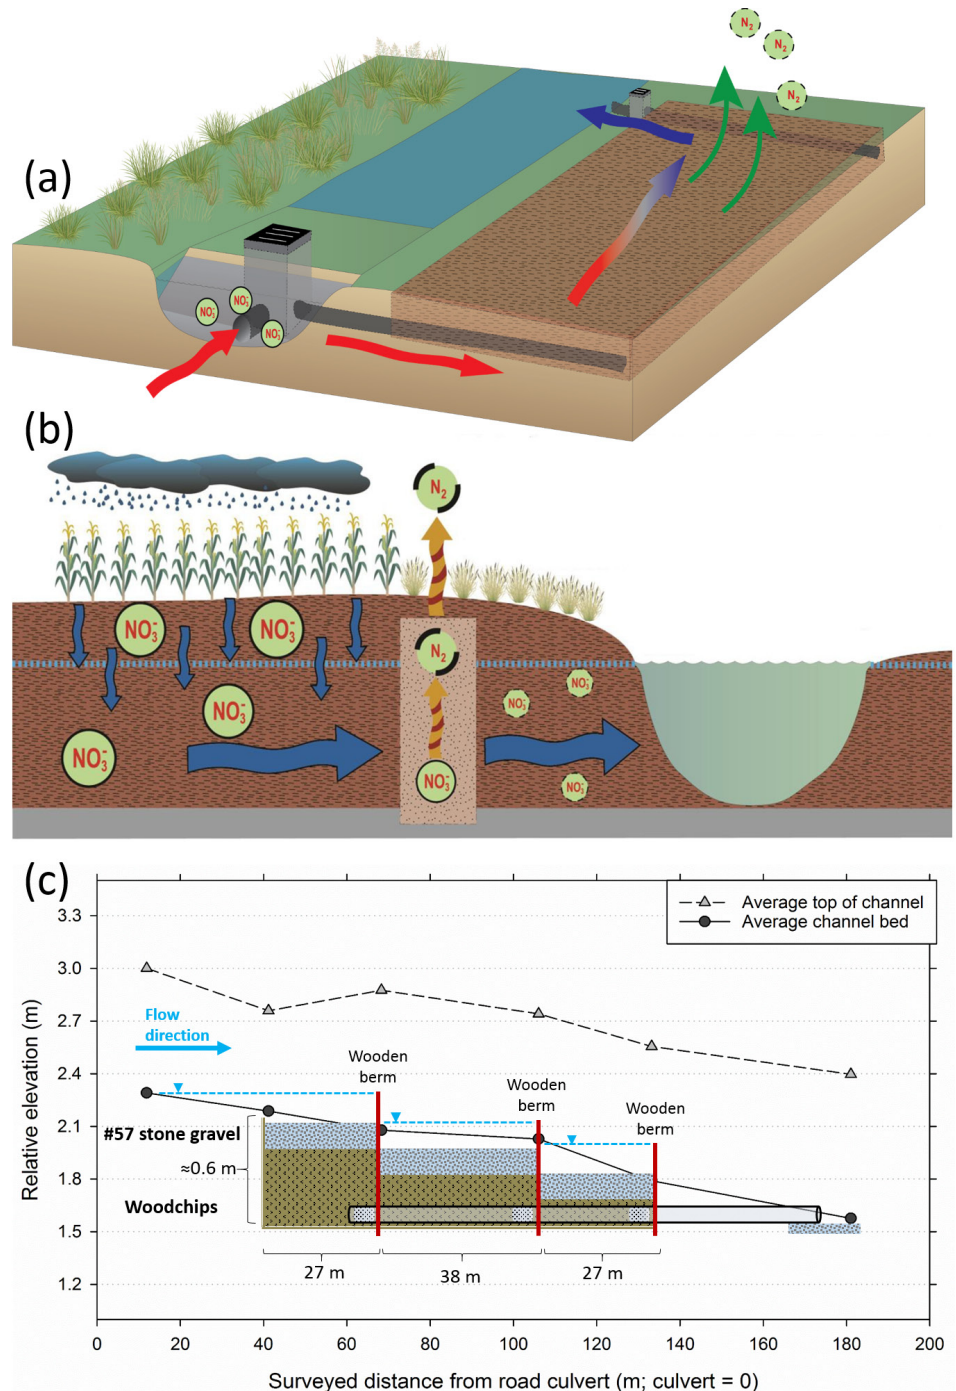 (a)
N2
N2
N2
NO3-
NO3-
NO3-
(b)
N2
NO3-
NO3-
N2
NO3-
NO3-
NO3-
NO3-
NO3-
NO3-
(c)
Average top of channel
Average channel bed
3.3
3.0
2.7
2.4
2.1
1.8
1.5
1.2
Relative elevation (m)
Flow
direction
Wooden
berm
Wooden
berm
Wooden
berm
#57 stone gravel
≈0.6 m
Woodchips
27 m
38 m
27 m
0 20 40 60 80 100 120 140 160 180 200
Surveyed distance from road culvert (m; culvert = 0)